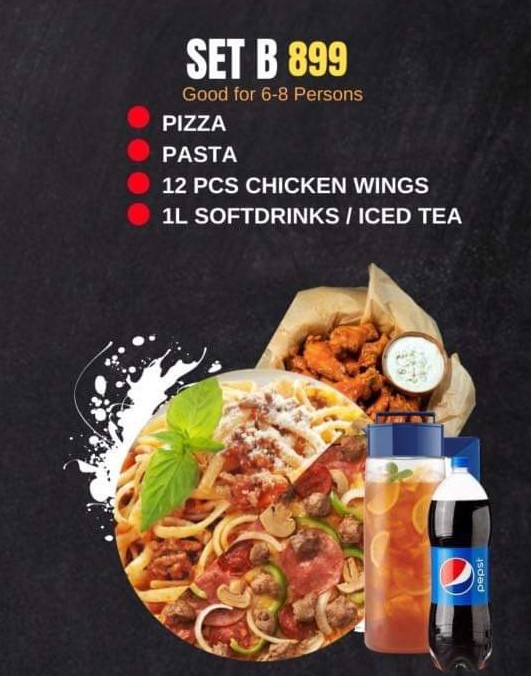 SET B 899
Good for 6-8 Persons
PIZZA
PASTA
12 PCS CHICKEN WINGS
1L SOFTDRINKS / ICED TEA
pepsi